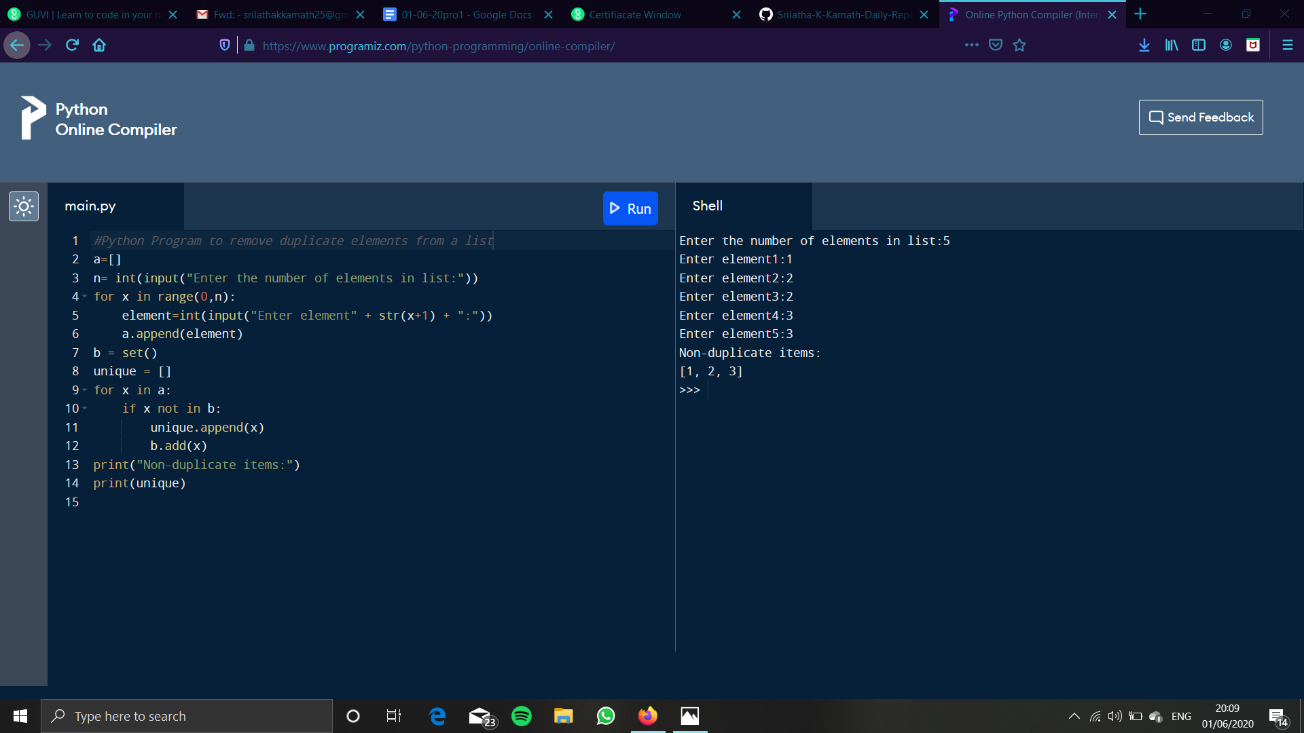 GUVI | Learn to code in your n
Fwd: - srilathakkamath25@gm
01-06-20pro1 - Google Docs
Certifiacate Window
Srilatha-K-Kamath-Daily-Rep
Online Python Compiler (Inter
https://www.programiz.com/python-programming/online-compiler/
Python
Online Compiler
Send Feedback
main.py
Run
Shell
1 #Python Program to remove duplicate elements from a list
2 a=[]
3 n= int(input("Enter the number of elements in list:"))
4 for x in range(0,n):
5 element=int(input("Enter element" + str(x+1) + ":"))
6 a.append(element)
7 b = set()
8 unique = []
9 for x in a:
10 if x not in b:
11 unique.append(x)
12 b.add(x)
13 print("Non-duplicate items:")
14 print(unique)
15
Enter the number of elements in list:5
Enter element1:1
Enter element2:2
Enter element3:2
Enter element4:3
Enter element5:3
Non-duplicate items:
[1, 2, 3]
>>>
Type here to search
23
ENG
20:09
01/06/2020
14